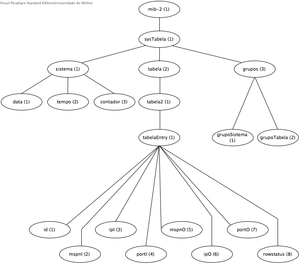 Visual Paradigm Standard Edition(Universidade do Minho)
mib-2 (1)
sysTabela (1)
sistema (1)
tabela (2)
grupos (3)
data (1)
tempo (2)
contador (3)
tabela2 (1)
grupoSistema
(1)
grupoTabela (2)
tabelaEntry (1)
id (1)
ipI (3)
mspnO (5)
portO (7)
mspnI (2)
portI (4)
ipO (6)
rowstatus (8)